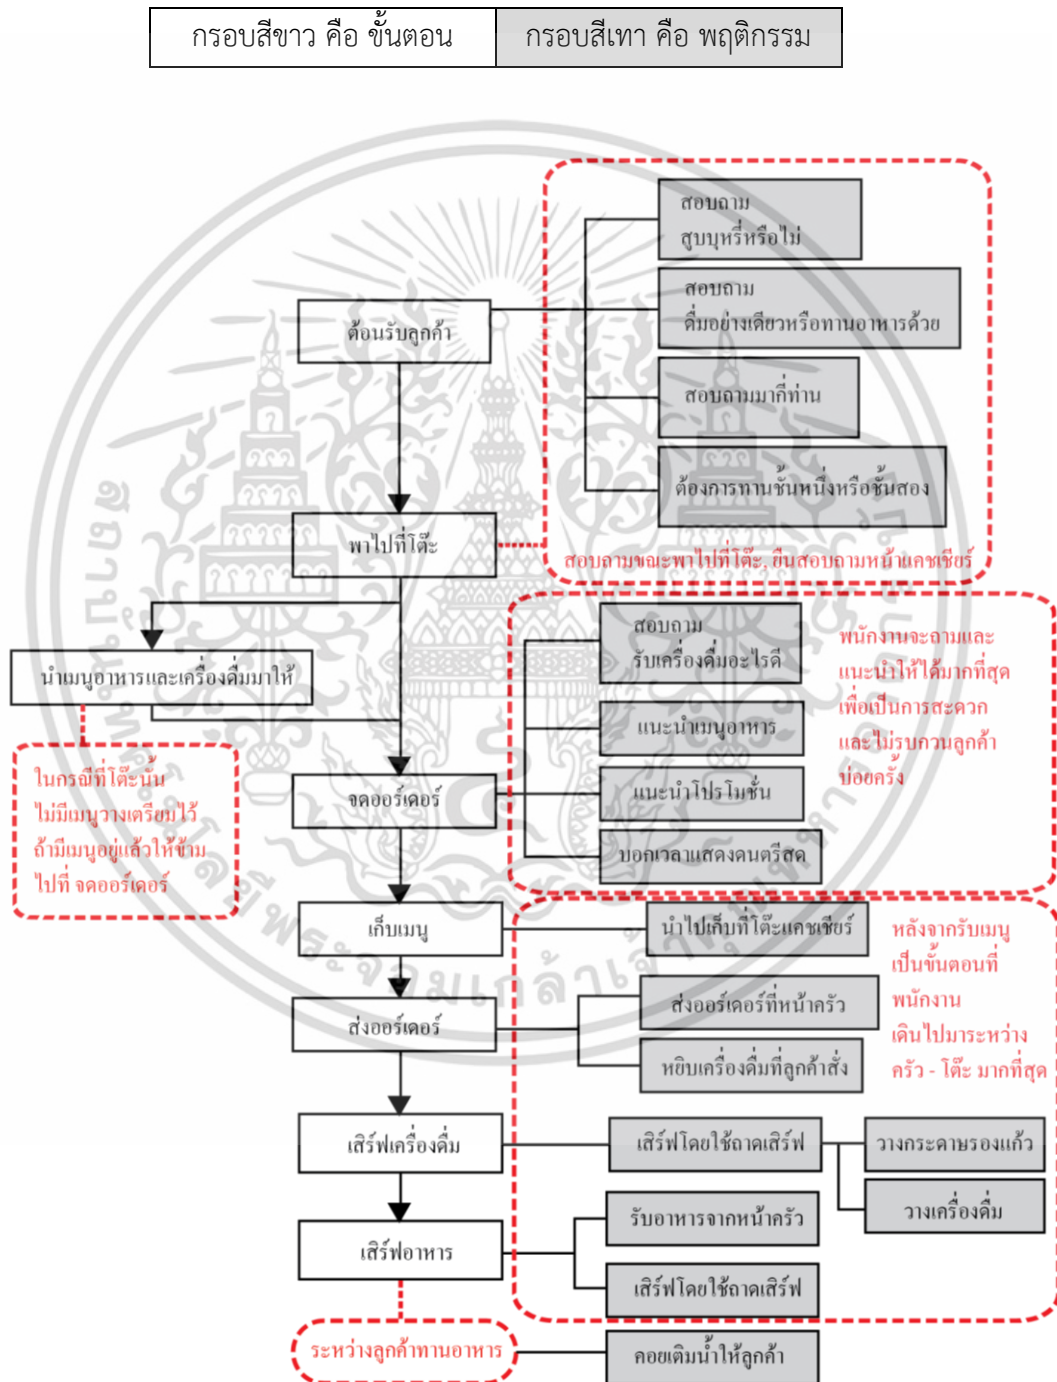 กรอบสีขาว คือ ขั้นตอน
กรอบสีเทา คือ พฤติกรรม
ต้อนรับลูกค้า
สอบถาม
สูบบุหรี่หรือไม่
สอบถาม
ดื่มอย่างเดียวหรือทานอาหารด้วย
สอบถามมากี่ท่าน
ต้องการทานชั้นหนึ่งหรือชั้นสอง
สอบถามขณะพาไปที่โต๊ะ, ยืนสอบถามหน้าแคชเชียร์
พาไปที่โต๊ะ
นำเมนูอาหารและเครื่องดื่มมาให้
ในกรณีที่โต๊ะนั้น
ไม่มีเมนูวางเตรียมไว้
ถ้ามีเมนูอยู่แล้วให้ข้าม
ไปที่ จดออร์เดอร์
จดออร์เดอร์
สอบถาม
รับเครื่องดื่มอะไรดี
แนะนำเมนูอาหาร
แนะนำโปรโมชั่น
บอกเวลาแสดงดนตรีสด
พนักงานจะถามและ
แนะนำให้ได้มากที่สุด
เพื่อเป็นการสะดวก
และไม่รบกวนลูกค้า
บ่อยครั้ง
เก็บเมนู
นำไปเก็บที่โต๊ะแคชเชียร์
ส่งออร์เดอร์
ส่งออร์เดอร์ที่หน้าครัว
หยิบเครื่องดื่มที่ลูกค้าสั่ง
หลังจากรับเมนู
เป็นขั้นตอนที่
พนักงาน
เดินไปมาระหว่าง
ครัว - โต๊ะ มากที่สุด
เสิร์ฟเครื่องดื่ม
เสิร์ฟโดยใช้ถาดเสิร์ฟ
วางกระดาษรองแก้ว
วางเครื่องดื่ม
เสิร์ฟอาหาร
รับอาหารจากหน้าครัว
เสิร์ฟโดยใช้ถาดเสิร์ฟ
ระหว่างลูกค้าทานอาหาร
คอยเติมน้ำให้ลูกค้า